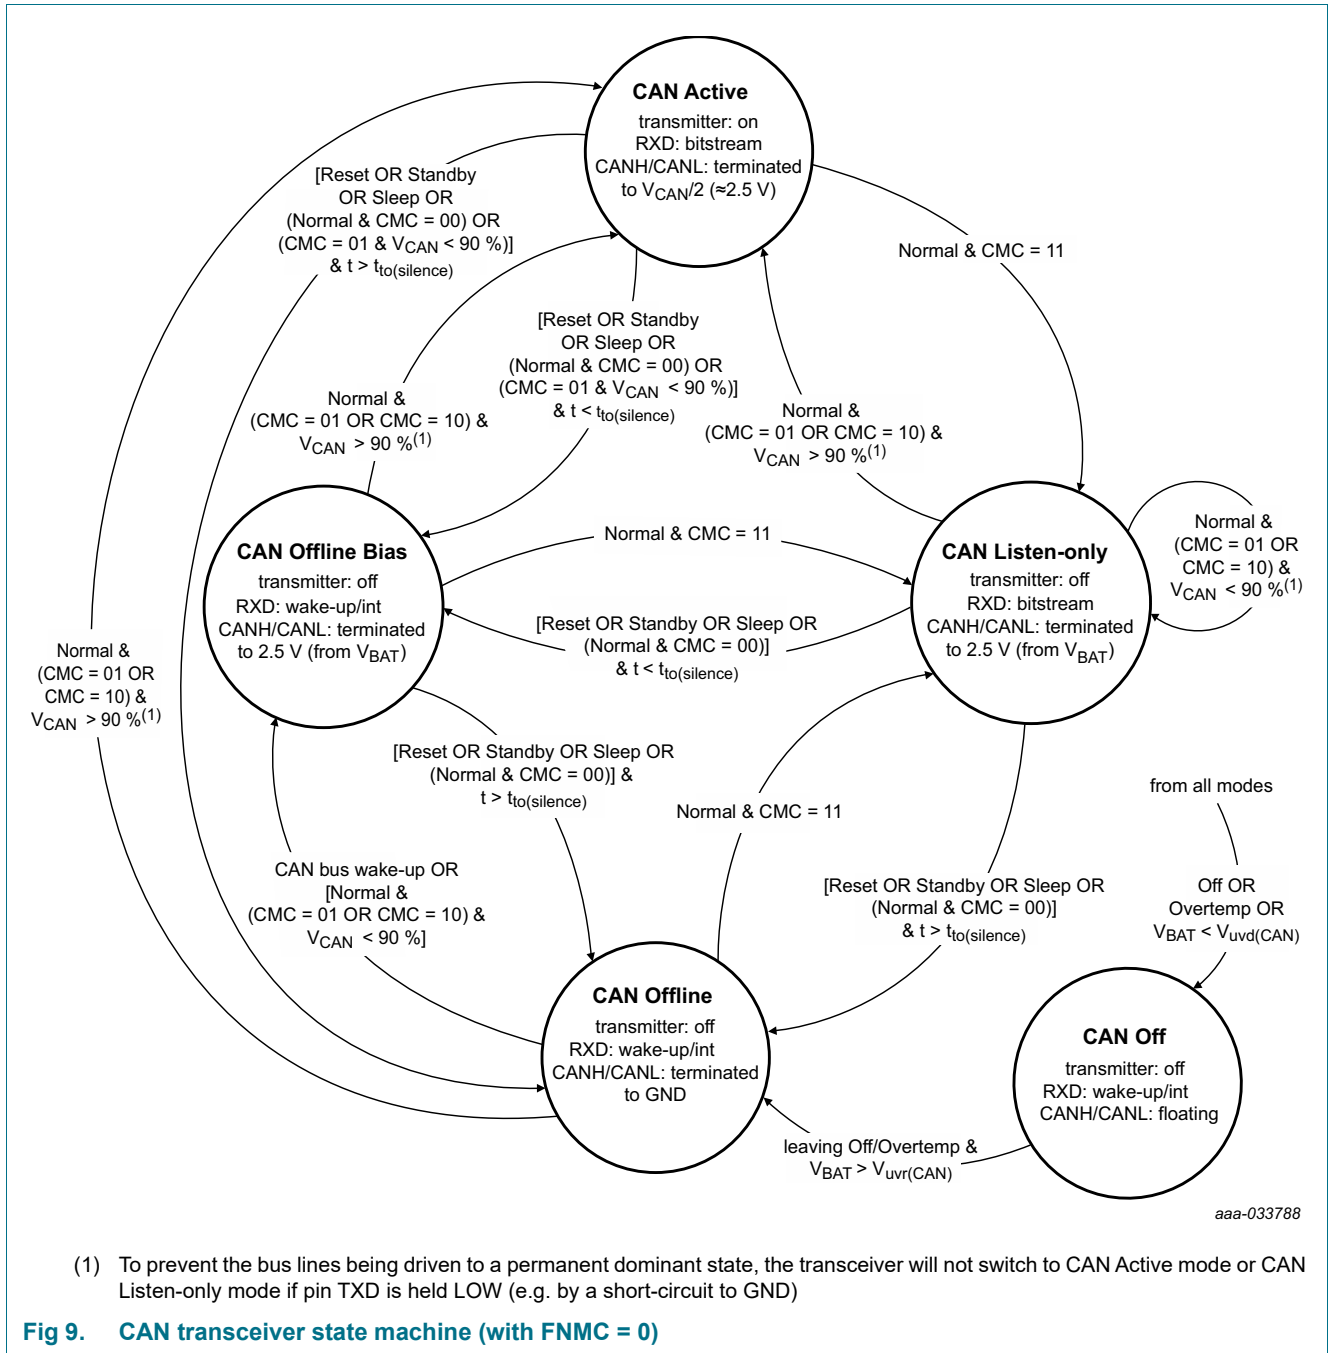 CAN Active
transmitter: on
RXD: bitstream
CANH/CANL: terminated
to VCAN/2 (≈2.5 V)
[Reset OR Standby
OR Sleep OR
(Normal & CMC = 00) OR
(CMC = 01 & VCAN < 90 %)]
& t > tto(silence)
Normal & CMC = 11
[Reset OR Standby
OR Sleep OR
(Normal & CMC = 00) OR
(CMC = 01 & VCAN < 90 %)]
& t < tto(silence)
Normal &
(CMC = 01 OR CMC = 10) &
VCAN > 90 %(1)
Normal &
(CMC = 01 OR CMC = 10) &
VCAN > 90 %(1)
CAN Offline Bias
transmitter: off
RXD: wake-up/int
CANH/CANL: terminated
to 2.5 V (from VBAT)
Normal & CMC = 11
CAN Listen-only
transmitter: off
RXD: bitstream
CANH/CANL: terminated
to 2.5 V (from VBAT)
Normal &
(CMC = 01 OR
CMC = 10) &
VCAN < 90 %(1)
[Reset OR Standby OR Sleep OR
(Normal & CMC = 00)]
& t < tto(silence)
Normal &
(CMC = 01 OR
CMC = 10) &
VCAN > 90 %(1)
[Reset OR Standby OR Sleep OR
(Normal & CMC = 00)] &
t > tto(silence)
Normal & CMC = 11
from all modes
CAN bus wake-up OR
[Normal &
(CMC = 01 OR CMC = 10) &
VCAN < 90 %]
[Reset OR Standby OR Sleep OR
(Normal & CMC = 00)]
& t > tto(silence)
Off OR
Overtemp OR
VBAT < Vuvd(CAN)
CAN Offline
transmitter: off
RXD: wake-up/int
CANH/CANL: terminated
to GND
CAN Off
transmitter: off
RXD: wake-up/int
CANH/CANL: floating
leaving Off/Overtemp &
VBAT > Vuvr(CAN)
aaa-033788
(1) To prevent the bus lines being driven to a permanent dominant state, the transceiver will not switch to CAN Active mode or CAN
Listen-only mode if pin TXD is held LOW (e.g. by a short-circuit to GND)
Fig 9. CAN transceiver state machine (with FNMC = 0)